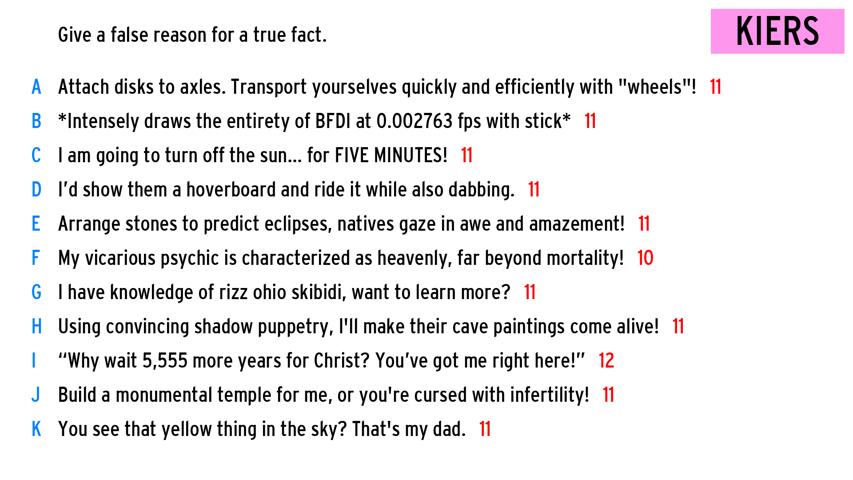 Give a false reason for a true fact.
KIERS
A Attach disks to axles. Transport yourselves quickly and efficiently with "wheels"! 11
B *Intensely draws the entirety of BFDI at 0.002763 fps with stick* 11
C I am going to turn off the sun... for FIVE MINUTES! 11
D I’d show them a hoverboard and ride it while also dabbing. 11
E Arrange stones to predict eclipses, natives gaze in awe and amazement! 11
F My vicarious psychic is characterized as heavenly, far beyond mortality! 10
G I have knowledge of rizz ohio skibidi, want to learn more? 11
H Using convincing shadow puppetry, I'll make their cave paintings come alive! 11
I “Why wait 5,555 more years for Christ? You’ve got me right here!” 12
J Build a monumental temple for me, or you're cursed with infertility! 11
K You see that yellow thing in the sky? That's my dad. 11